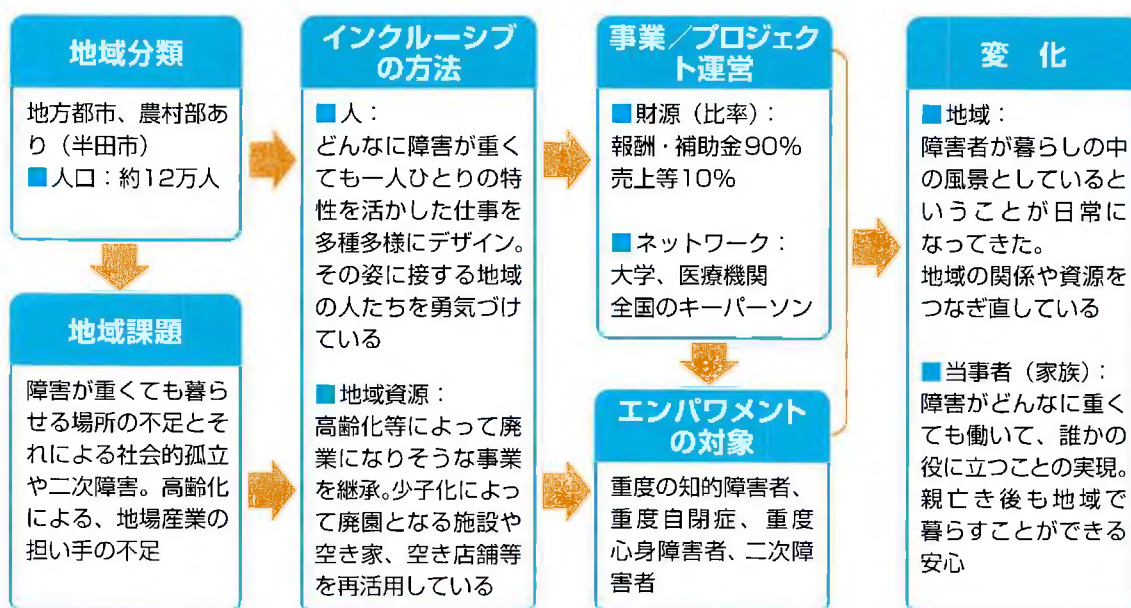 地域分類
地方都市、農村部あ
り（半田市）
■人口：約12万人
地域課題
障害が重くても暮ら
せる場所の不足とそ
れによる社会的孤立
や二次障害。高齢化
による、地場産業の
担い手の不足
インクルーシブ
の方法
■人：
どんなに障害が重く
ても一人ひとりの特
性を活かした仕事を
多種多様にデザイン。
その姿に接する地域
の人たちを勇気づけ
ている
■地域資源：
高齢化等によって廃
業になりそうな事業
を継承。少子化によっ
て廃園となる施設や
空き家、空き店舗等
を再活用している
事業／プロジェク
ト運営
■財源（比率）：
報酬・補助金90%
売上等10%
■ネットワーク：
大学、医療機関
全国のキーパーソン
エンパワメント
の対象
重度の知的障害者、
重度自閉症、重度
心身障害者、二次障
害者
変　化
■地域：
障害者が暮らしの中
の風景としていると
いうことが日常に
なってきた。
地域の関係や資源を
つなぎ直している
■当事者（家族）：
障害がどんなに重く
ても働いて、誰かの
役に立つことの実現。
親亡き後も地域で
暮らすことができる
安心